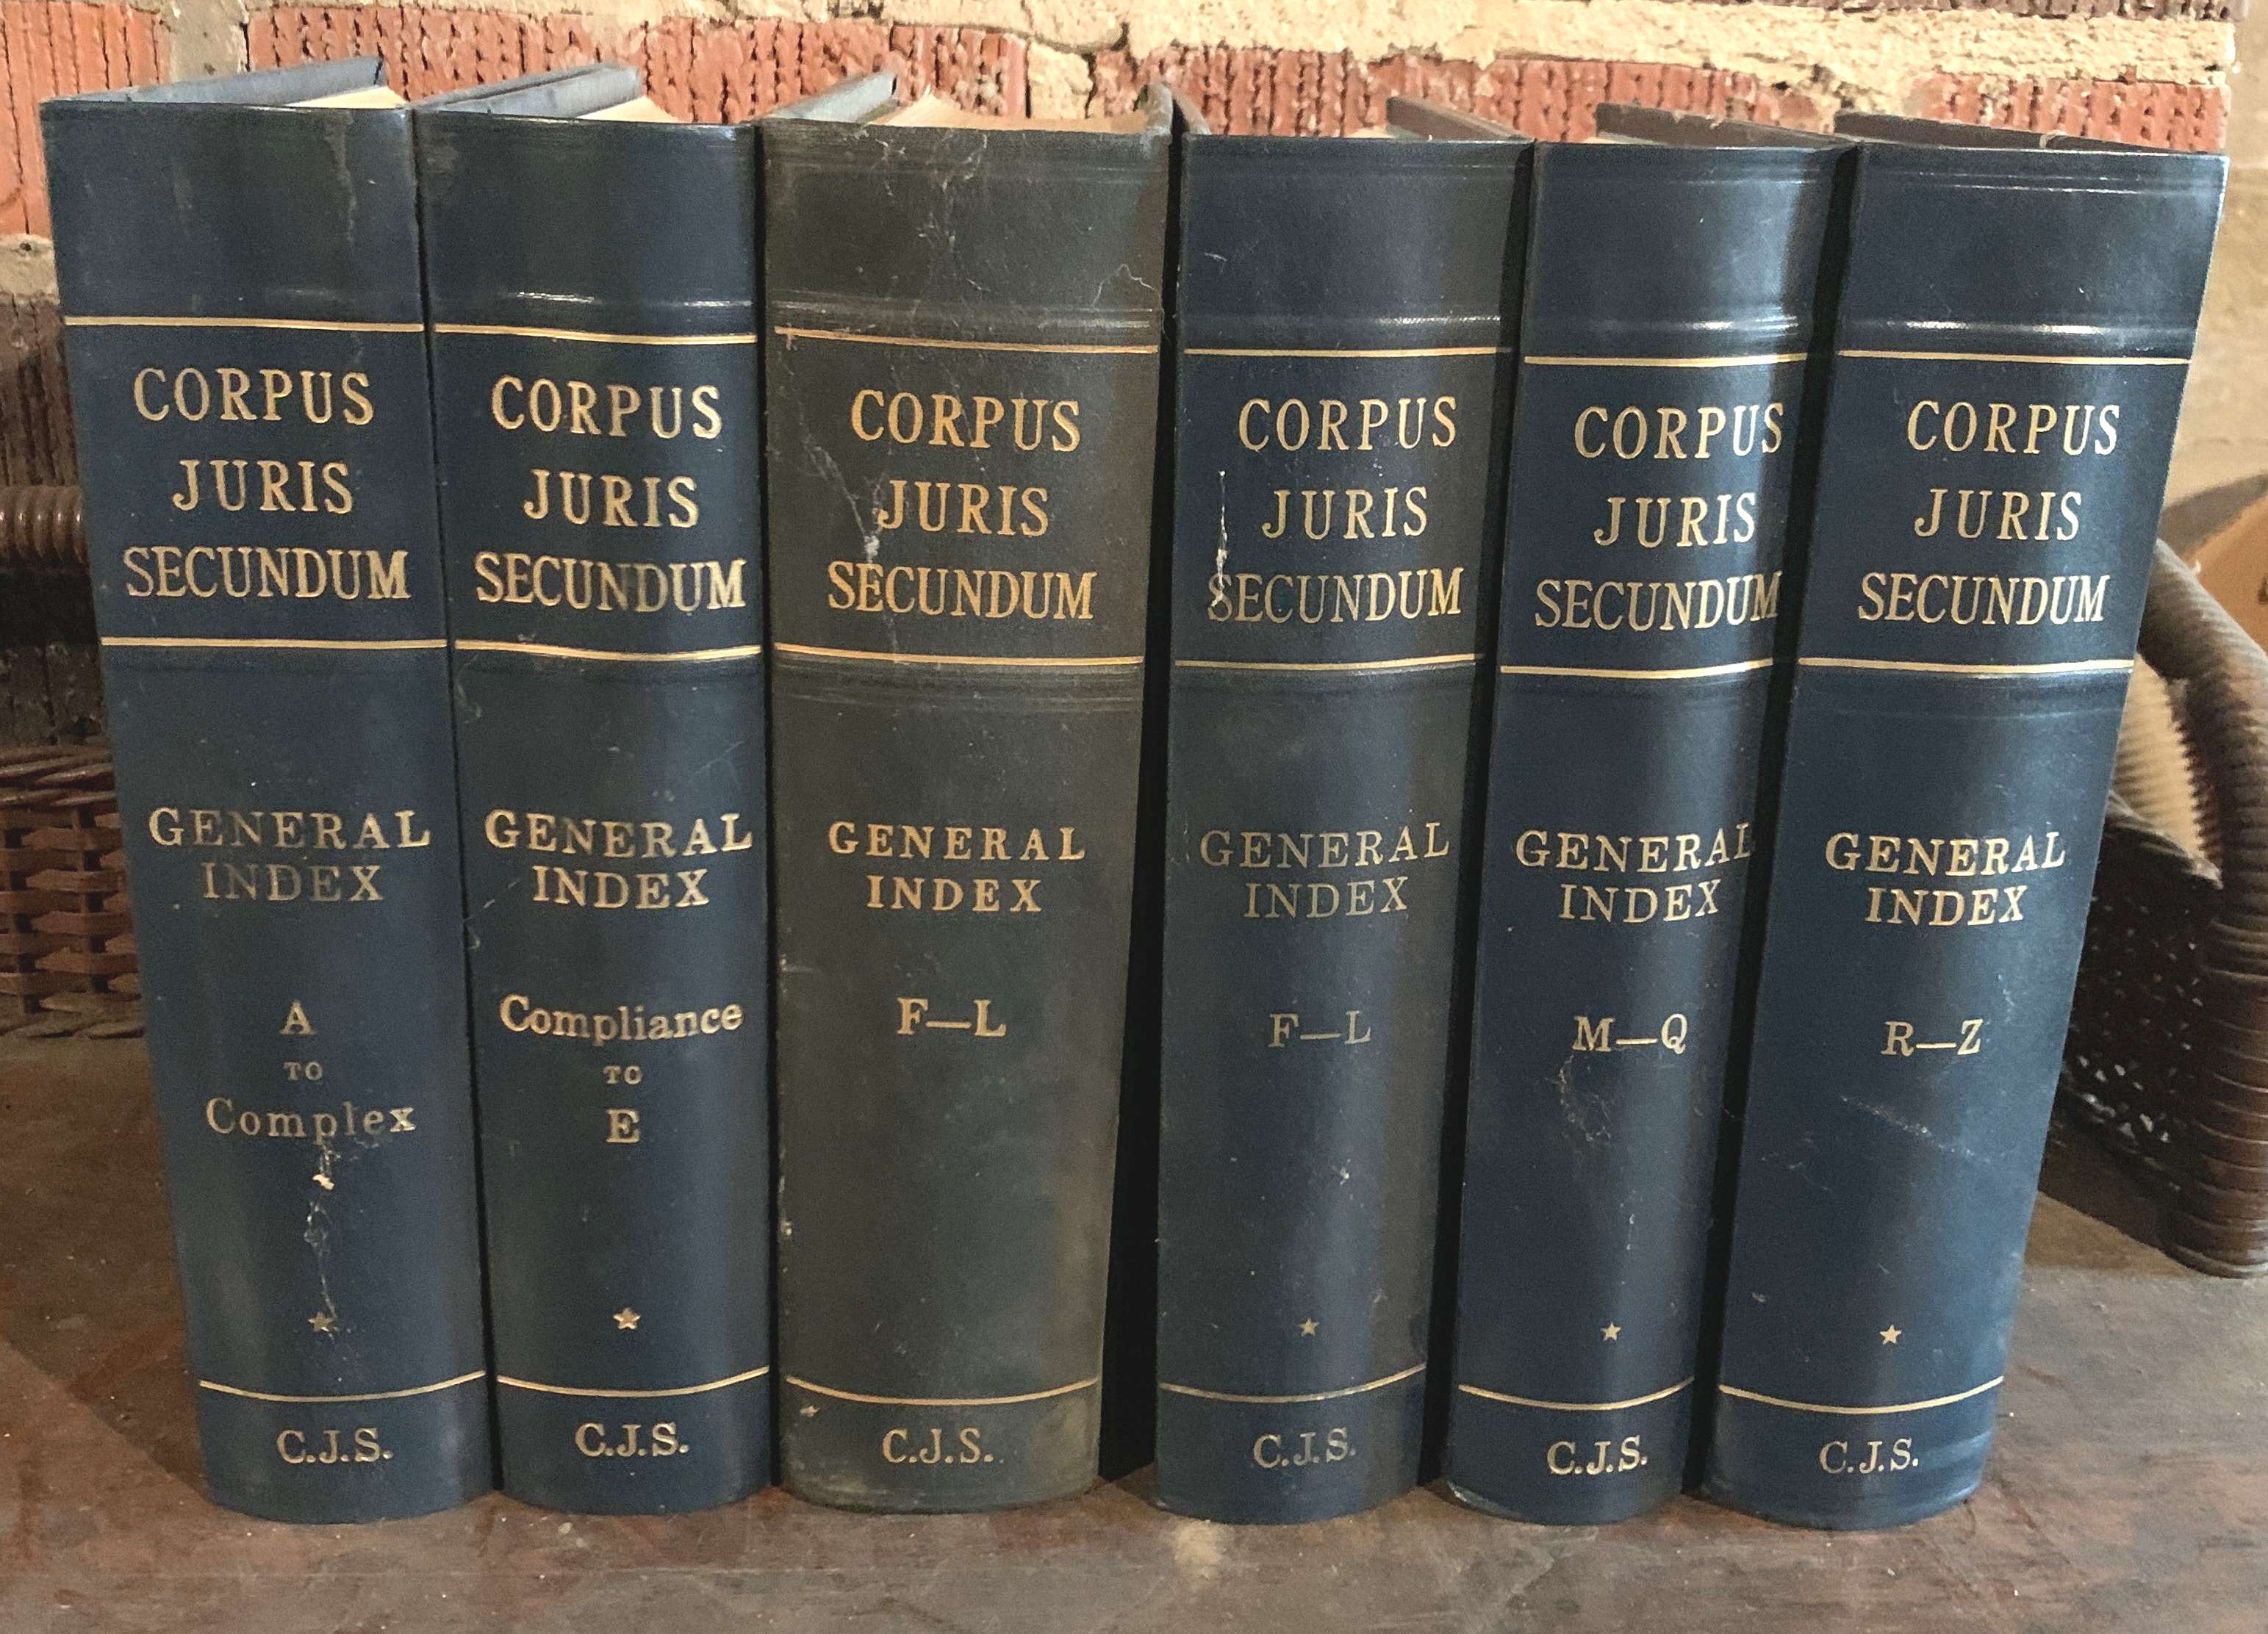 CORPUS
JURIS
SECUNDUM
GENERAL
INDEX
A
TO
Complex
C.J.S.
CORPUS
JURIS
SECUNDUM
GENERAL
INDEX
Compliance
TO
E
C.J.S.
CORPUS
JURIS
SECUNDUM
GENERAL
INDEX
F—L
C.J.S.
CORPUS
JURIS
SECUNDUM
GENERAL
INDEX
F—L
C.J.S.
CORPUS
JURIS
SECUNDUM
GENERAL
INDEX
M—Q
C.J.S.
CORPUS
JURIS
SECUNDUM
GENERAL
INDEX
R—Z
C.J.S.